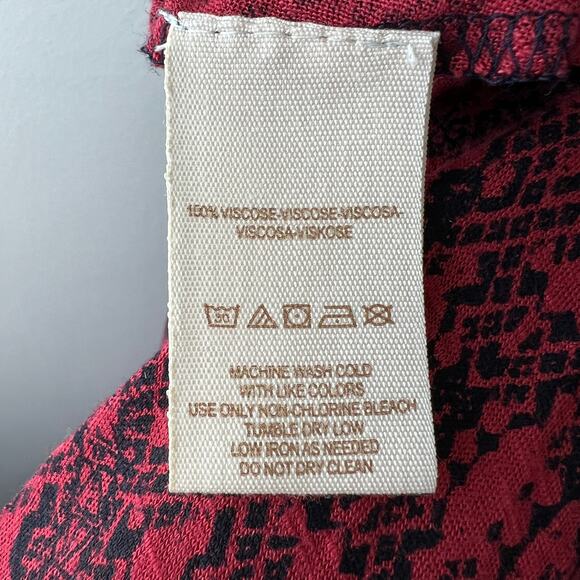 100% VISCOSE-VISCOSE-VISCOSA-
VISCOSA-VISKOSE
30
MACHINE WASH COLD
WITH LIKE COLORS
USE ONLY NON-CHLORINE BLEACH
TUMBLE DRY LOW
LOW IRON AS NEEDED
DO NOT DRY CLEAN